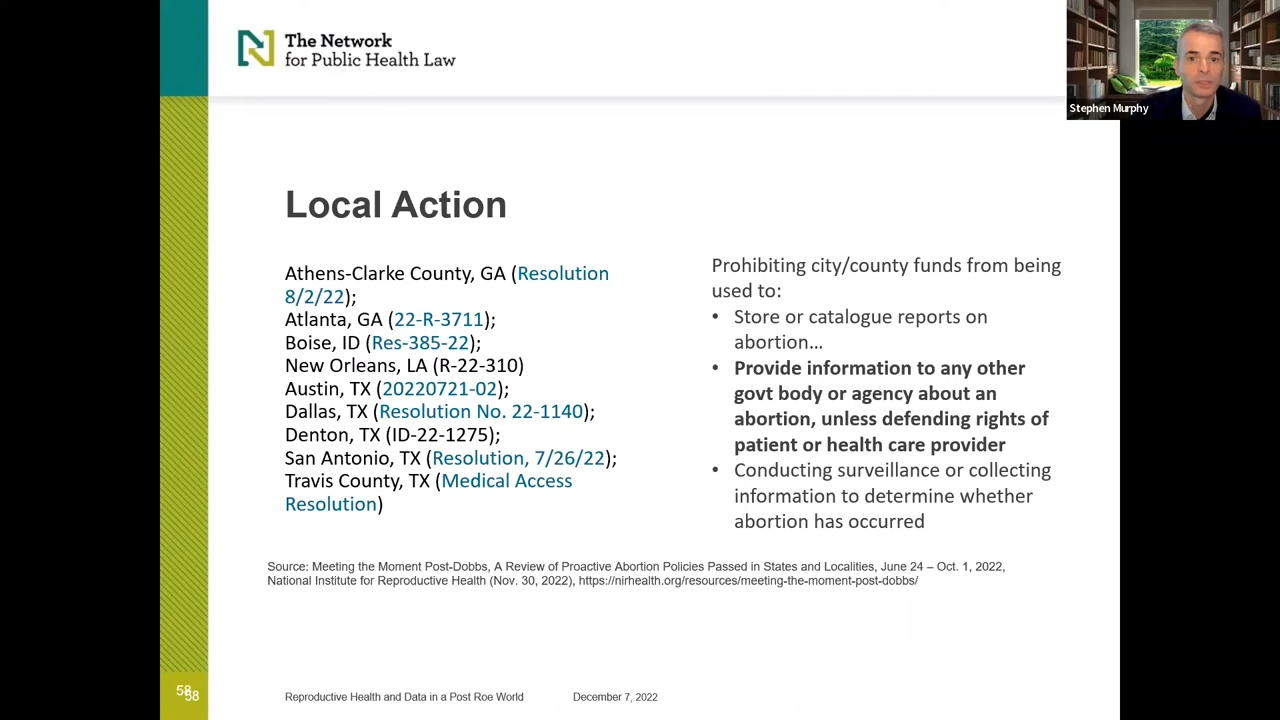 The Network
for Public Health Law
Stephen Murphy
Local Action
Athens-Clarke County, GA (Resolution
8/2/22);
Atlanta, GA (22-R-3711);
Boise, ID (Res-385-22);
New Orleans, LA (R-22-310)
Austin, TX (20220721-02);
Dallas, TX (Resolution No. 22-1140);
Denton, TX (ID-22-1275);
San Antonio, TX (Resolution, 7/26/22);
Travis County, TX (Medical Access
Resolution)
Prohibiting city/county funds from being
used to:
• Store or catalogue reports on
abortion…
• Provide information to any other
govt body or agency about an
abortion, unless defending rights of
patient or health care provider
• Conducting surveillance or collecting
information to determine whether
abortion has occurred
Source: Meeting the Moment Post-Dobbs, A Review of Proactive Abortion Policies Passed in States and Localities, June 24 – Oct. 1, 2022,
National Institute for Reproductive Health (Nov. 30, 2022), https://nirhealth.org/resources/meeting-the-moment-post-dobbs/
58
58
Reproductive Health and Data in a Post Roe World December 7, 2022